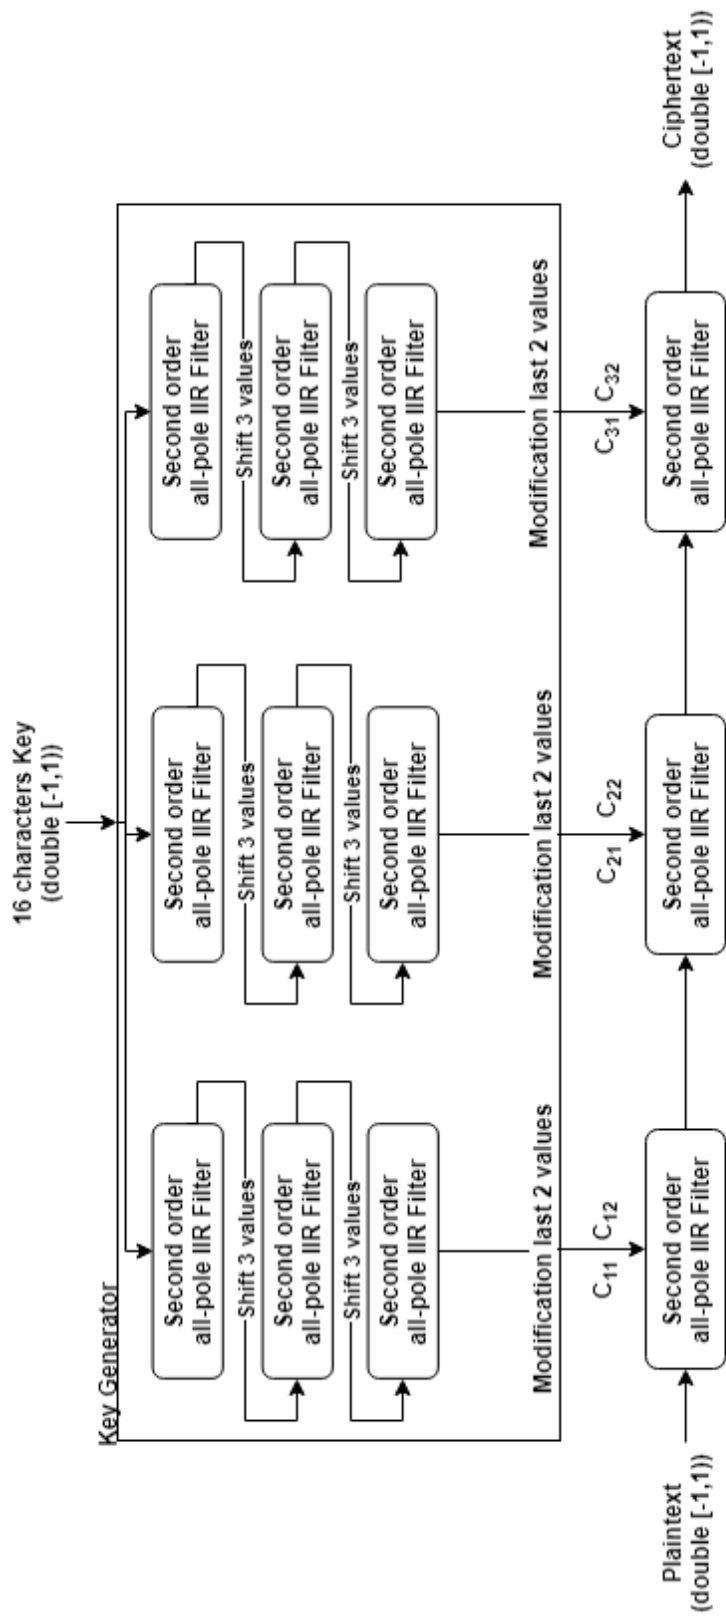 16 characters Key
(double [-1,1))
Key Generator
Second order
all-pole IIR Filter
Shift 3 values
Second order
all-pole IIR Filter
Shift 3 values
Second order
all-pole IIR Filter
Modification last 2 values
C11 C12
Second order
all-pole IIR Filter
Shift 3 values
Second order
all-pole IIR Filter
Shift 3 values
Second order
all-pole IIR Filter
Modification last 2 values
C21 C22
Second order
all-pole IIR Filter
Shift 3 values
Second order
all-pole IIR Filter
Shift 3 values
Second order
all-pole IIR Filter
Modification last 2 values
C31 C32
Plaintext
(double [-1,1))
Second order
all-pole IIR Filter
Second order
all-pole IIR Filter
Second order
all-pole IIR Filter
Ciphertext
(double [-1,1))